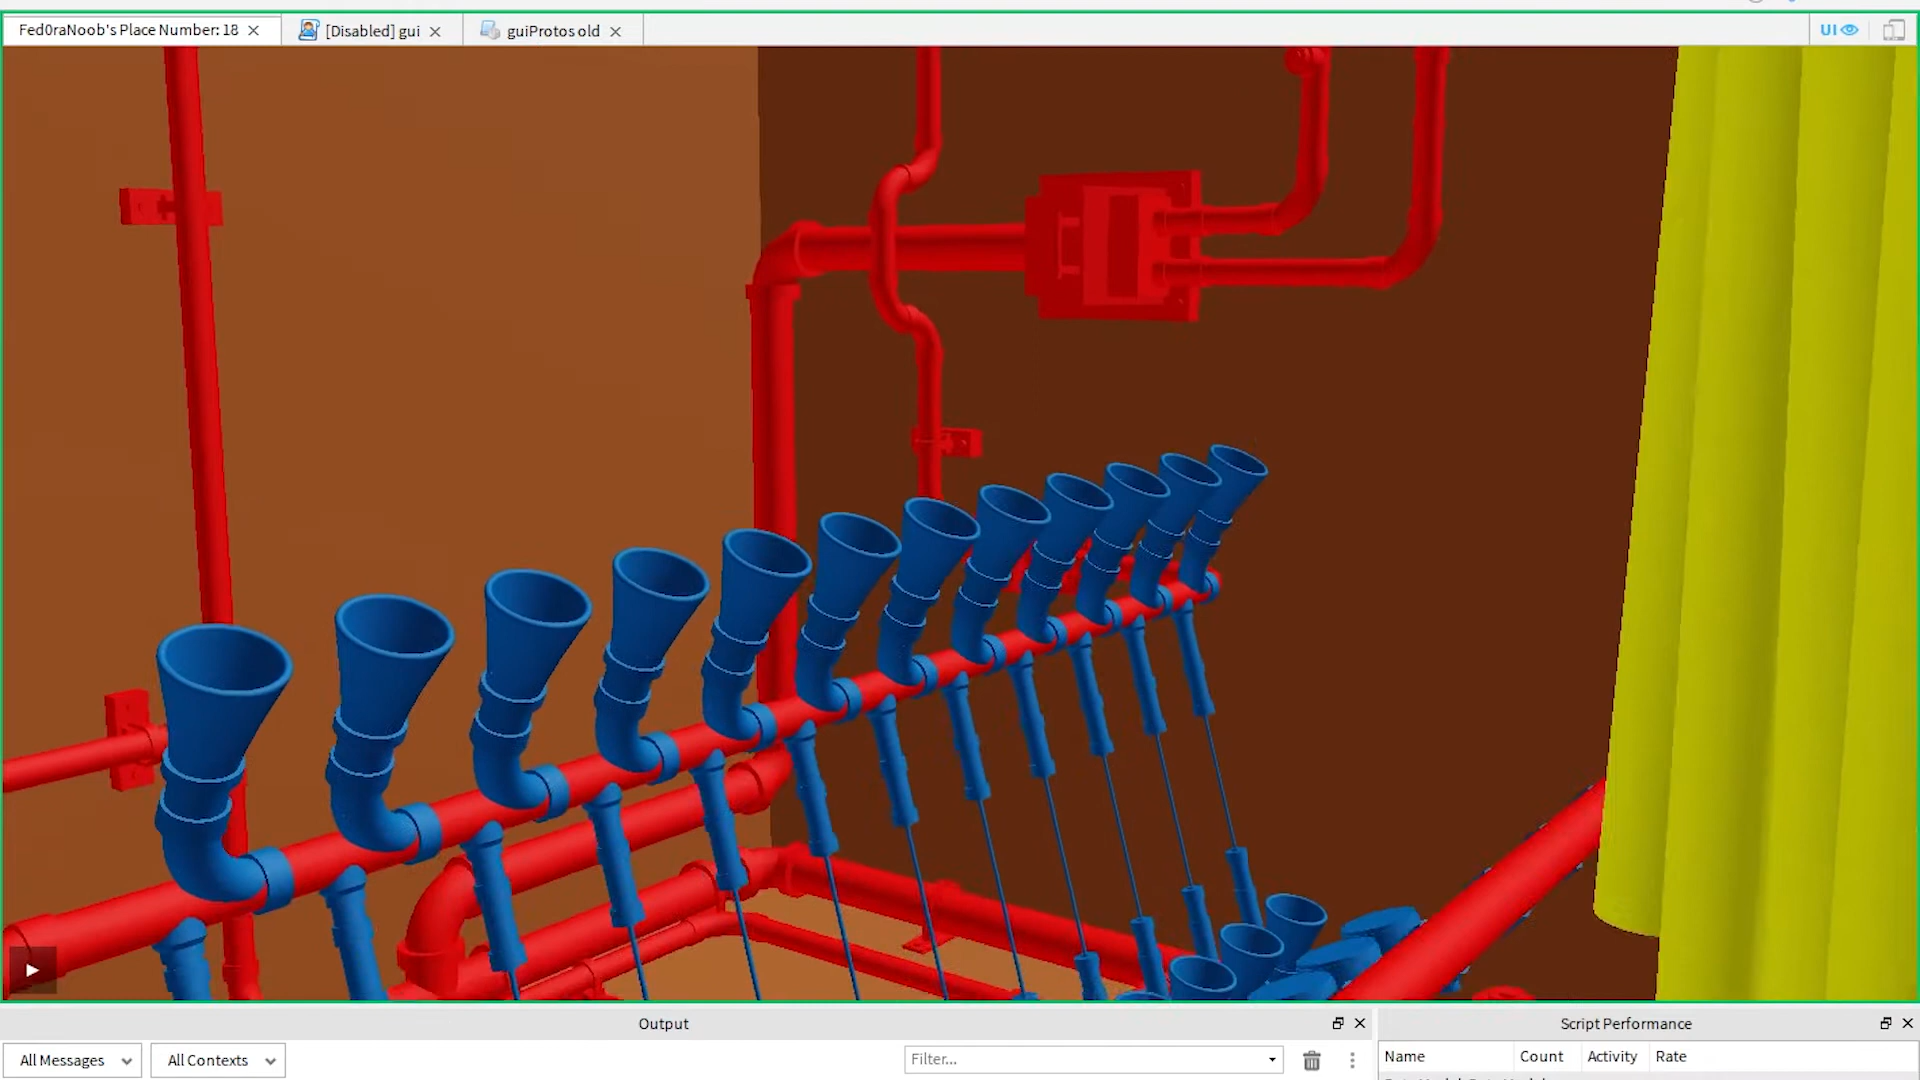 Fed0raNoob's Place Number: 18
[Disabled] gui
guiProtos old
UI
Output
Script Performance
All Messages
All Contexts
Filter...
Name
Count
Activity
Rate